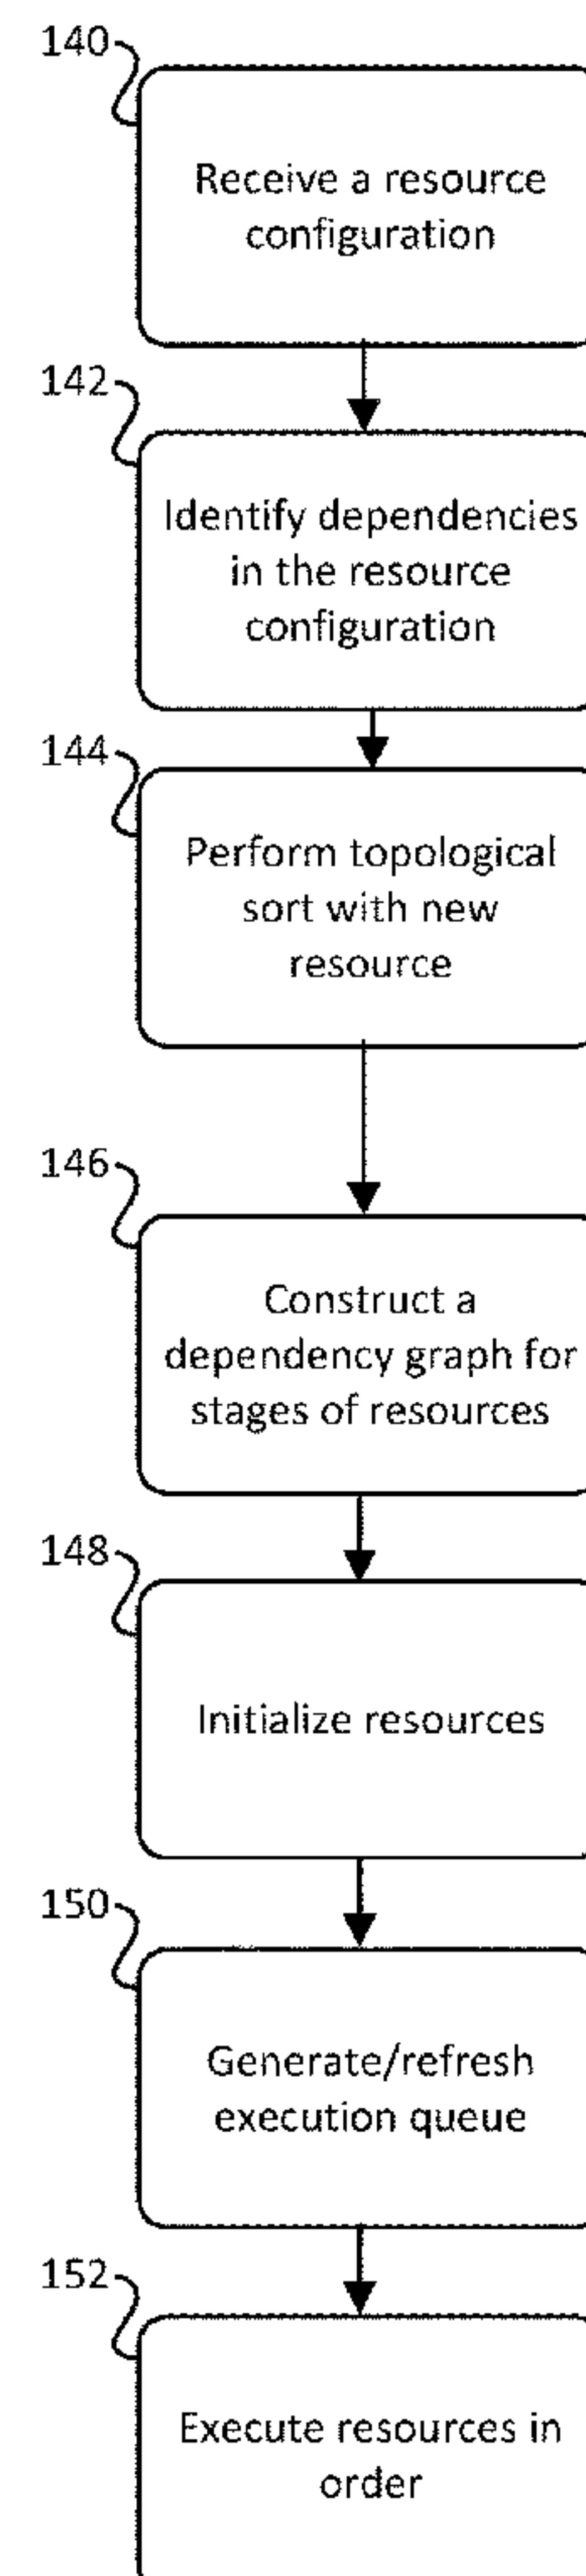 140
Receive a resource
configuration
142
Identify dependencies
in the resource
configuration
144
Perform topological
sort with new
resource
146
Construct a
dependency graph for
stages of resources
148
Initialize resources
150
Generate/refresh
execution queue
152
Execute resources in
order